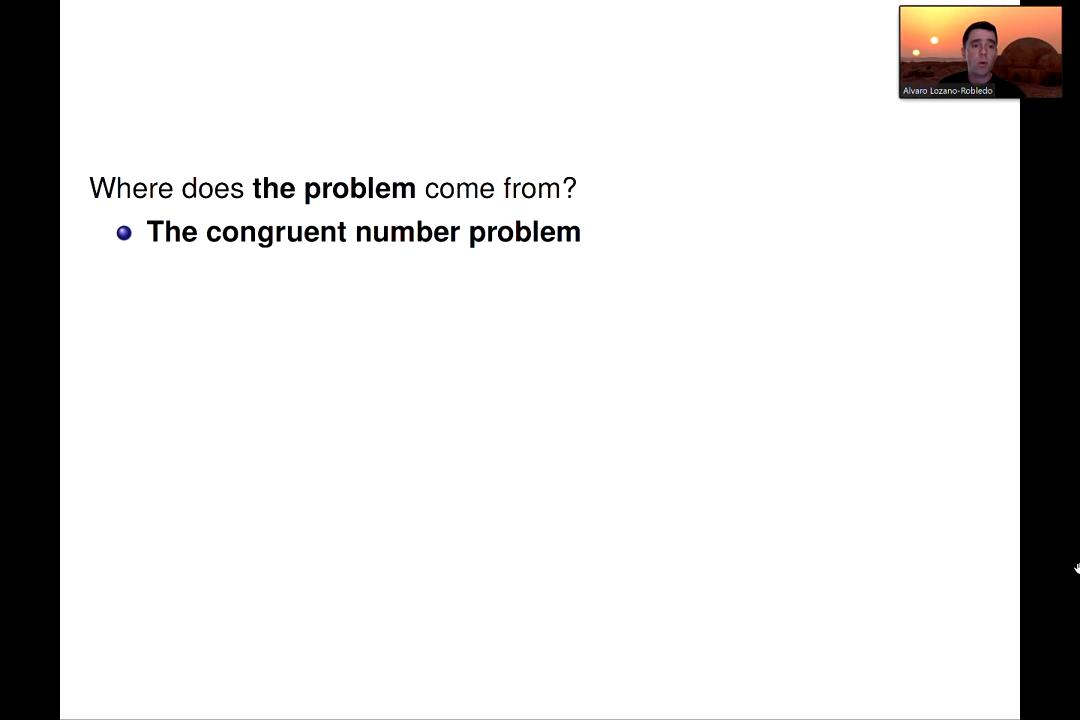 Alvaro Lozano-Robledo
Where does the problem come from?
The congruent number problem